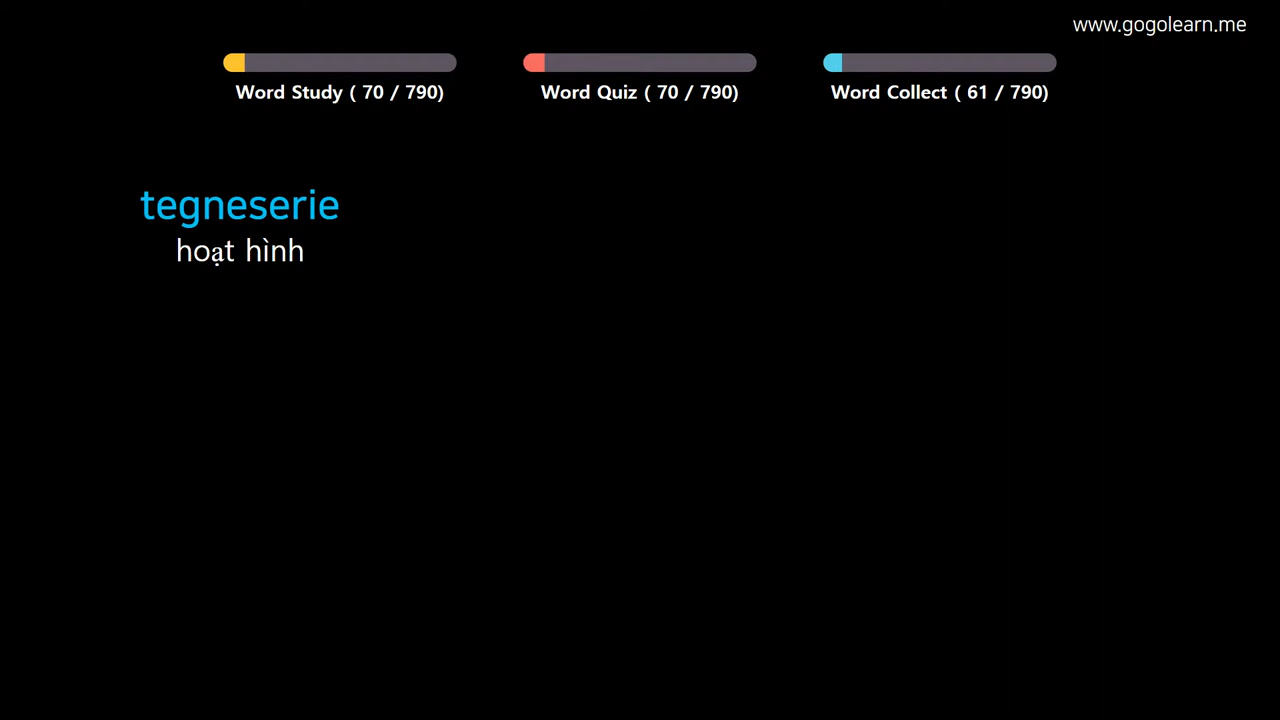 www.gogolearn.me
Word Study ( 70 / 790)
Word Quiz ( 70 / 790)
Word Collect ( 61 / 790)
tegneserie
hoạt hình